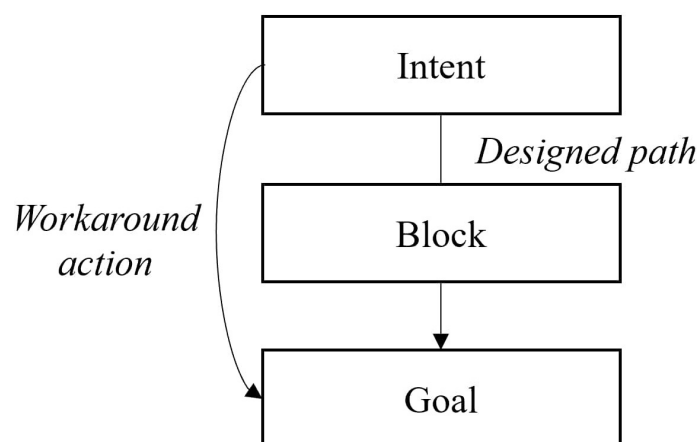 Intent
Designed path
Workaround
action
Block
Goal